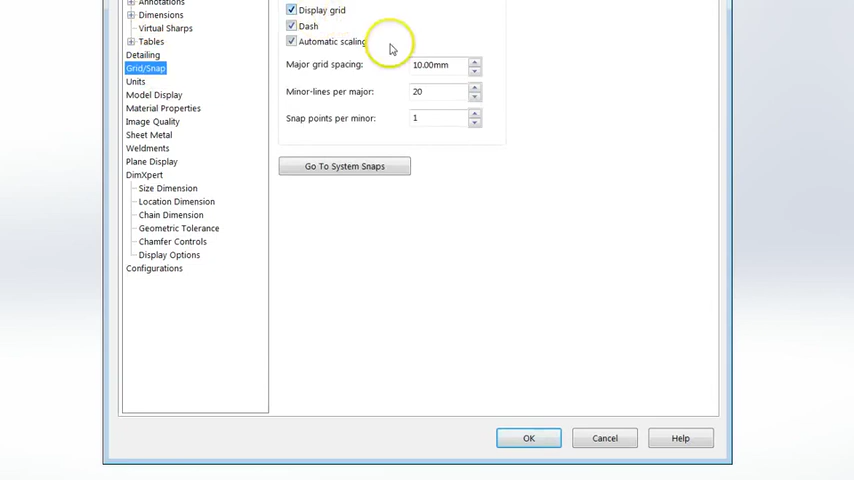 Annotations
Dimensions
Virtual Sharps
Tables
Detailing
Grid/Snap
Units
Model Display
Material Properties
Image Quality
Sheet Metal
Weldments
Plane Display
DimXpert
Size Dimension
Location Dimension
Chain Dimension
Geometric Tolerance
Chamfer Controls
Display Options
Configurations
Display grid
Dash
Automatic scaling
Major grid spacing: 10.00mm
Minor-lines per major: 20
Snap points per minor: 1
Go To System Snaps
OK Cancel Help